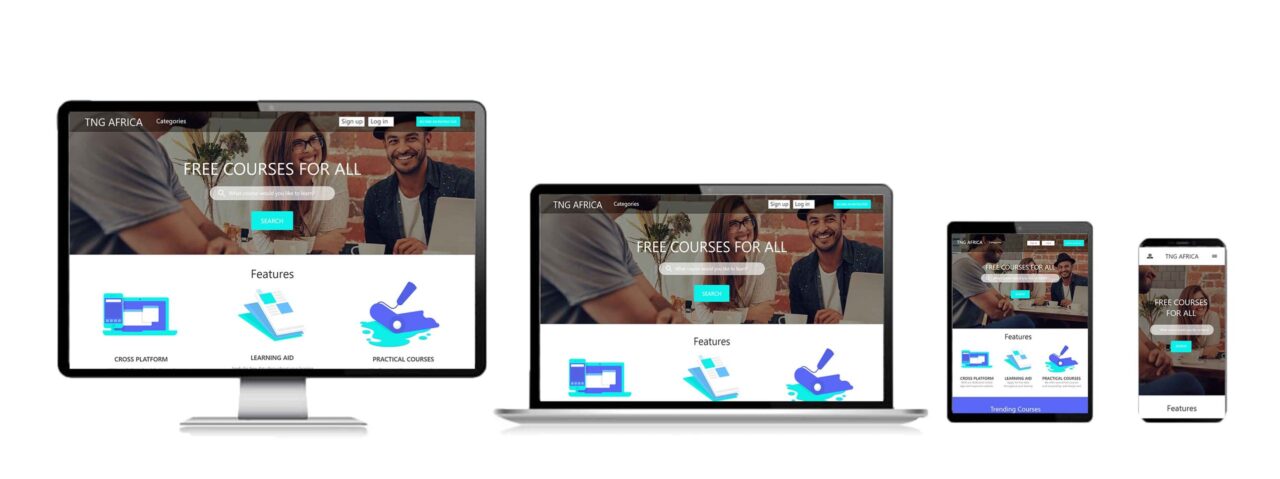 TNG AFRICA
Categories
Sign up
Log in
FREE COURSES FOR ALL
What course would you like to learn?
SEARCH
Features
CROSS PLATFORM
LEARNING AID
PRACTICAL COURSES
TNG AFRICA
Categories
Sign up
Log in
FREE COURSES FOR ALL
What course would you like to learn?
SEARCH
Features
TNG AFRICA
FREE COURSES FOR ALL
Features
CROSS PLATFORM
LEARNING AID
PRACTICAL COURSES
Trending Courses
TNG AFRICA
FREE COURSES
FOR ALL
Features